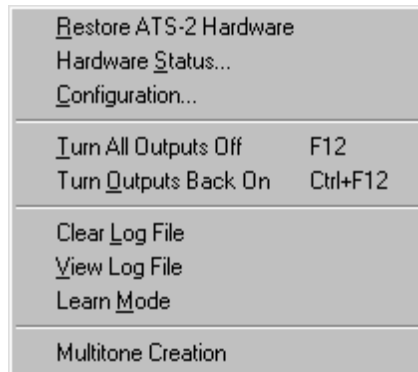 Restore ATS-2 Hardware
Hardware Status...
Configuration...
Turn All Outputs Off F12
Turn Outputs Back On Ctrl+F12
Clear Log File
View Log File
Learn Mode
Multitone Creation